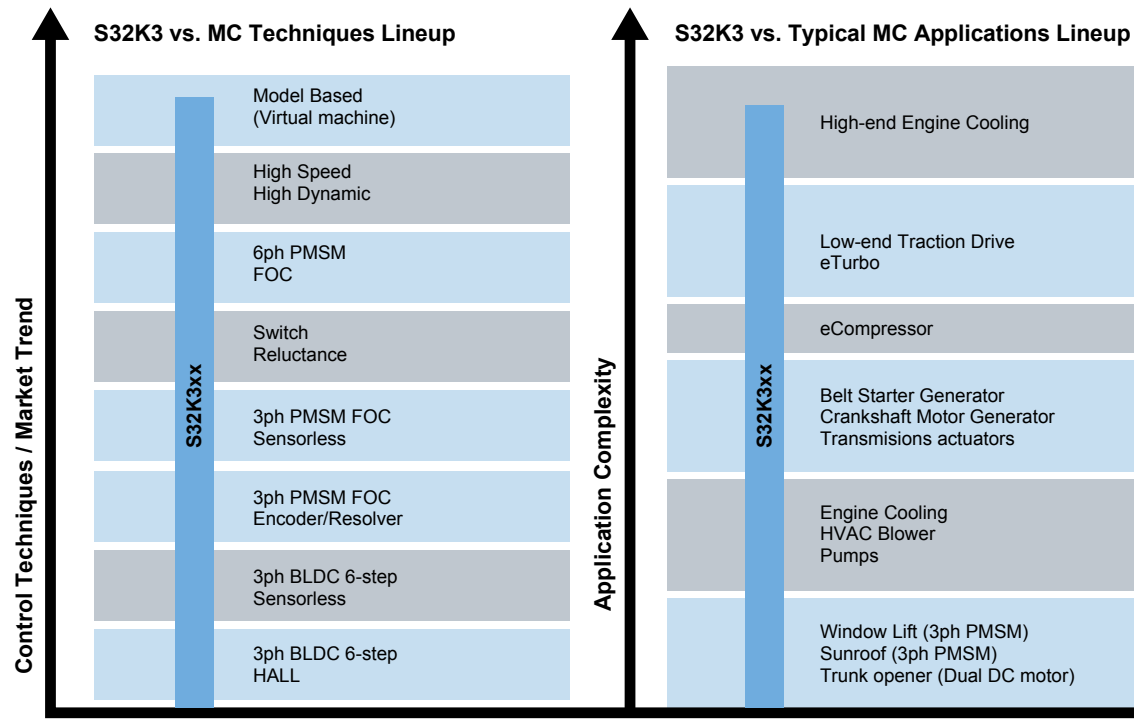 S32K3 vs. MC Techniques Lineup
Control Techniques / Market Trend
S32K3xx
Model Based
(Virtual machine)
High Speed
High Dynamic
6ph PMSM
FOC
Switch
Reluctance
3ph PMSM FOC
Sensorless
3ph PMSM FOC
Encoder/Resolver
3ph BLDC 6-step
Sensorless
3ph BLDC 6-step
HALL
S32K3 vs. Typical MC Applications Lineup
Application Complexity
S32K3xx
High-end Engine Cooling
Low-end Traction Drive
eTurbo
eCompressor
Belt Starter Generator
Crankshaft Motor Generator
Transmisions actuators
Engine Cooling
HVAC Blower
Pumps
Window Lift (3ph PMSM)
Sunroof (3ph PMSM)
Trunk opener (Dual DC motor)